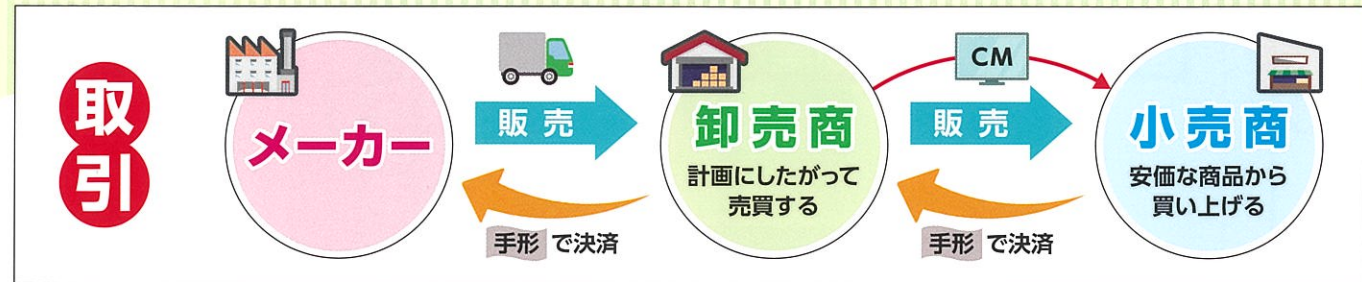 取引
メーカー
販売
手形 で決済
卸売商
計画にしたがって
売買する
CM
販売
手形 で決済
小売商
安価な商品から
買い上げる